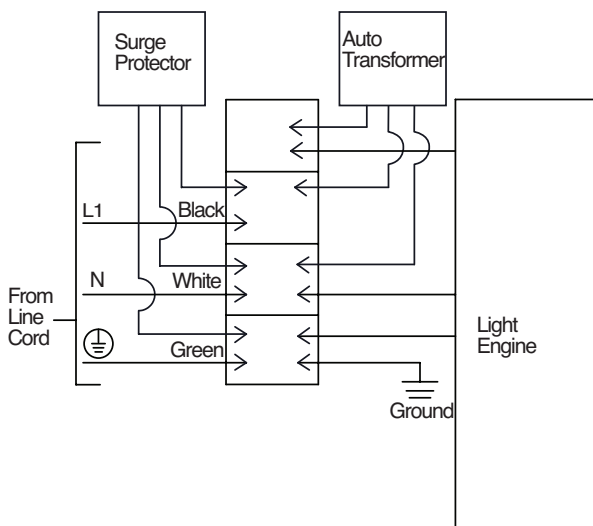 Surge
Protector
Auto
Transformer
L1
Black
N
White
From
Line
Cord
Green
Light
Engine
Ground